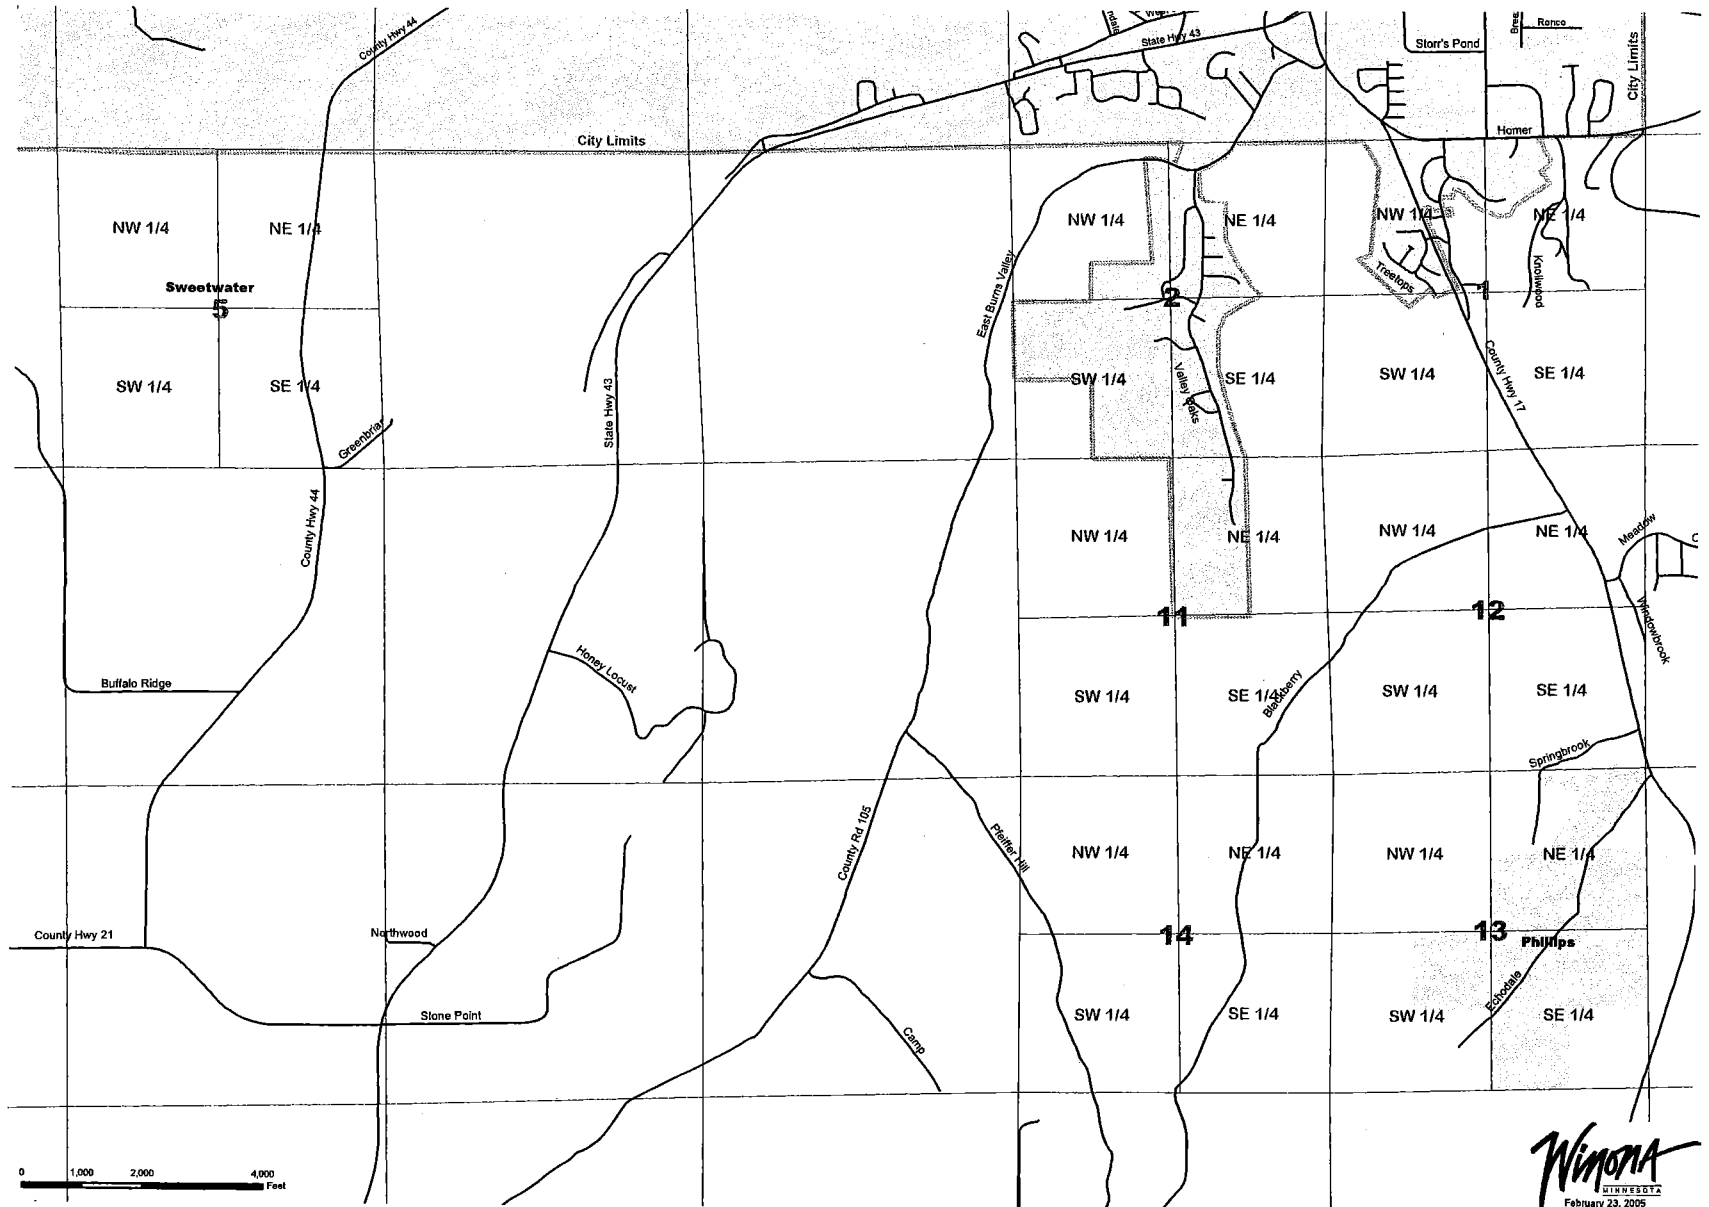 County Hwy 44
State Hwy 43
Storr's Pond
Ronco
City Limits
City Limits
Homer
NW 1/4
NE 1/4
NW 1/4
NE 1/4
NW 1/4
NE 1/4
Sweetwater
5
East Burns Valley
2
Treetops
1
Knollwood
SW 1/4
SE 1/4
State Hwy 43
SW 1/4
Valley Oaks
SE 1/4
SW 1/4
County Hwy 17
SE 1/4
Greenbriar
County Hwy 44
NW 1/4
NE 1/4
NW 1/4
NE 1/4
Meadow
11
12
Windowbrook
Buffalo Ridge
Honey Locust
SW 1/4
SE 1/4
Blackberry
SW 1/4
SE 1/4
Springbrook
County Rd 105
Pfeiffer Hill
NW 1/4
NE 1/4
NW 1/4
NE 1/4
County Hwy 21
Northwood
14
13
Phillips
Stone Point
Camp
SW 1/4
SE 1/4
SW 1/4
Echodale
SE 1/4
0 1,000 2,000 4,000
Feet
Winona
MINNESOTA
February 23, 2005